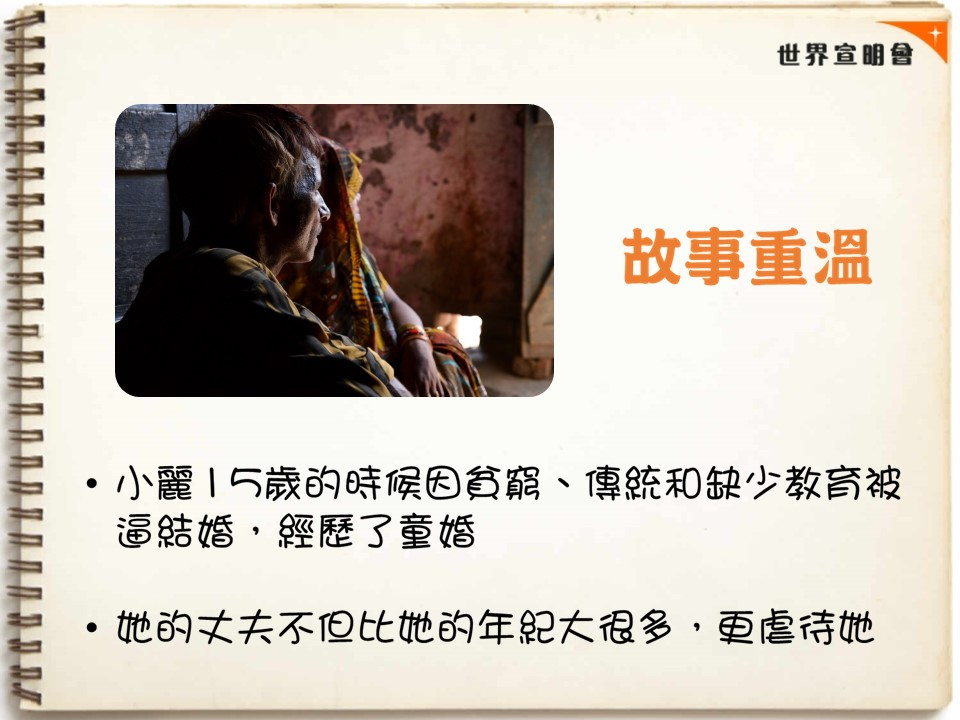 世界宣明會
故事重溫
• 小麗15歲的時候因貧窮、傳統和缺少教育被
逼結婚，經歷了童婚
• 她的丈夫不但比她的年紀大很多，更虐待她